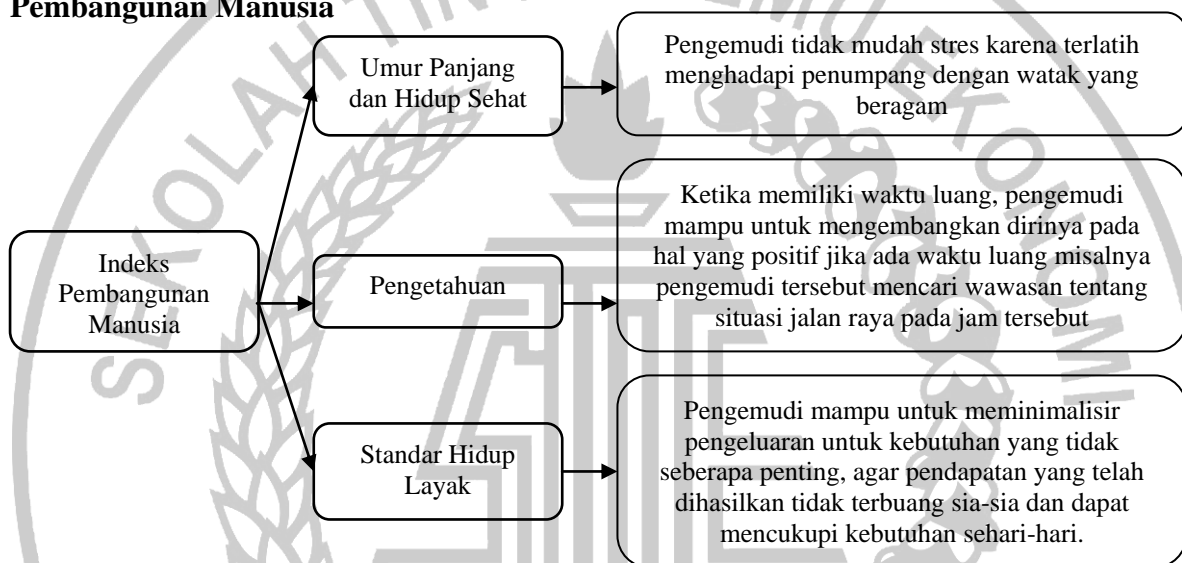 Pembangunan Manusia
Umur Panjang
dan Hidup Sehat
Pengemudi tidak mudah stres karena terlatih
menghadapi penumpang dengan watak yang
beragam
Indeks
Pembangunan
Manusia
Pengetahuan
Ketika memiliki waktu luang, pengemudi
mampu untuk mengembangkan dirinya pada
hal yang positif jika ada waktu luang misalnya
pengemudi tersebut mencari wawasan tentang
situasi jalan raya pada jam tersebut
Standar Hidup
Layak
Pengemudi mampu untuk meminimalisir
pengeluaran untuk kebutuhan yang tidak
seberapa penting, agar pendapatan yang telah
dihasilkan tidak terbuang sia-sia dan dapat
mencukupi kebutuhan sehari-hari.
SEKOLAH
EKONOMI